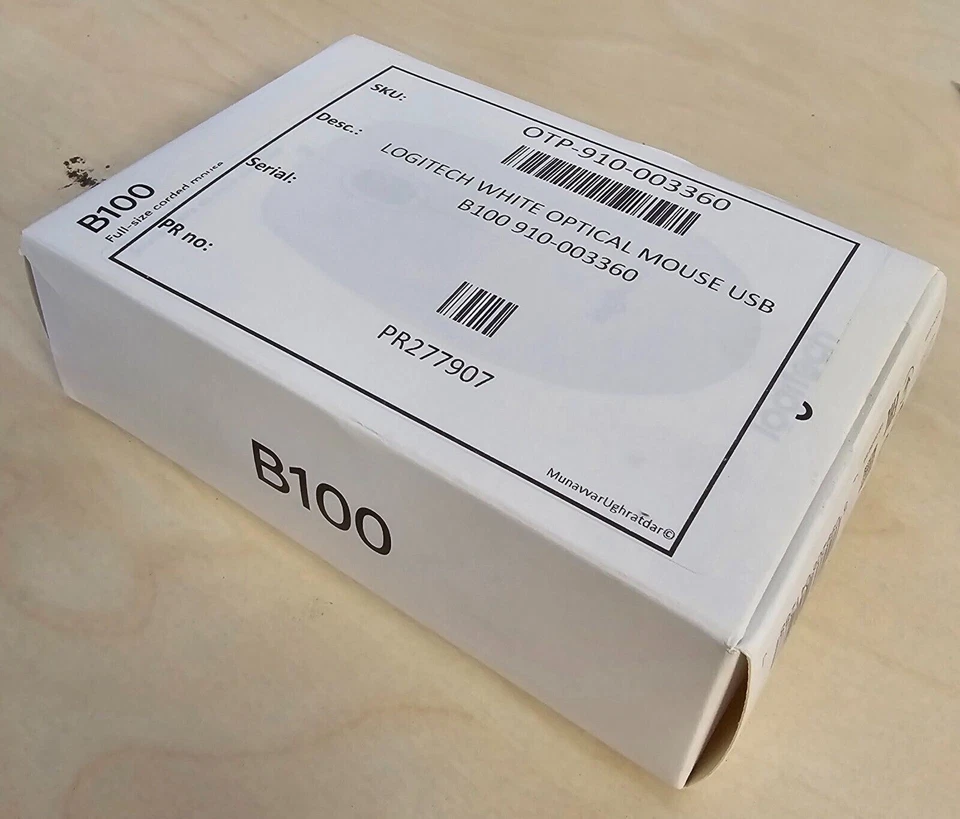 SKU:
OTP-910-003360
Desc.:
LOGITECH WHITE OPTICAL MOUSE USB
B100 910-003360
Serial:
PR no:
PR277907
MunawarUghratdar©
B100
Full-size corded mouse
B100